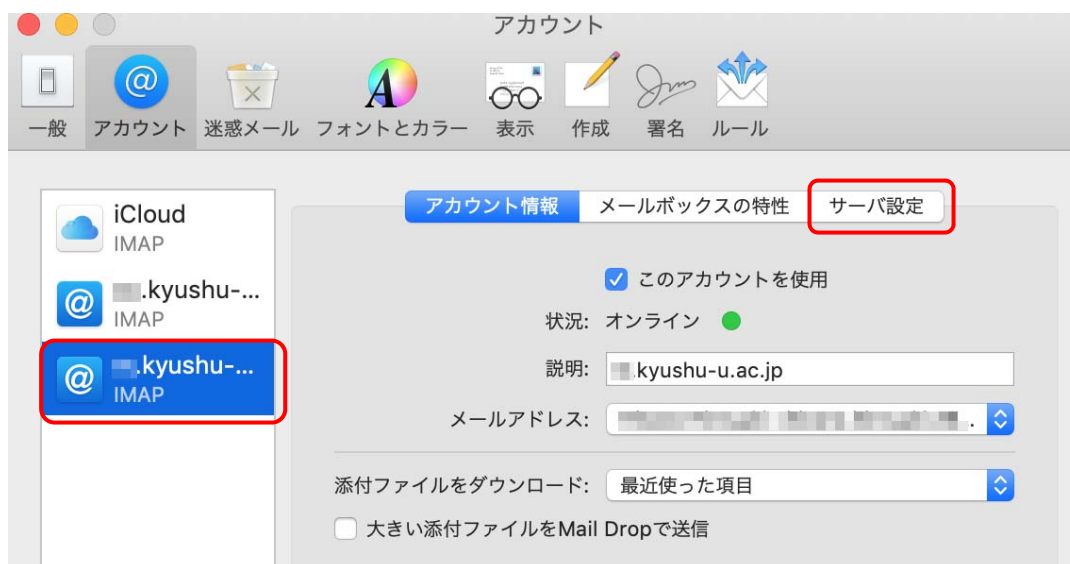 アカウント
一般 アカウント 迷惑メール フォントとカラー 表示 作成 署名 ルール
iCloud
IMAP
.kyushu-...
IMAP
.kyushu-...
IMAP
アカウント情報 メールボックスの特性 サーバ設定
このアカウントを使用
状況: オンライン
説明: .kyushu-u.ac.jp
メールアドレス:
添付ファイルをダウンロード: 最近使った項目
大きい添付ファイルをMail Dropで送信